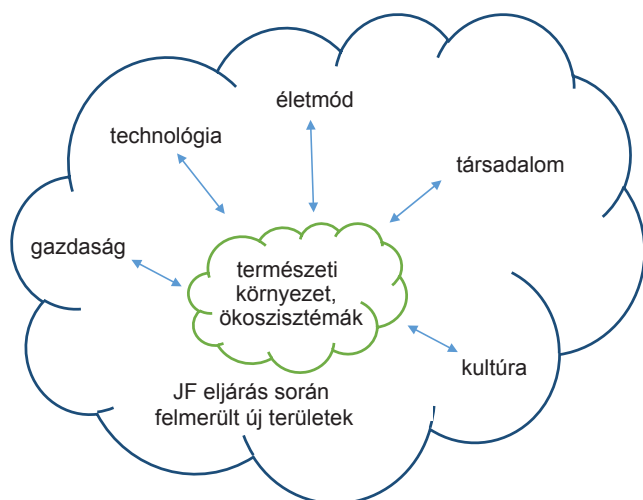 életmód
technológia
társadalom
gazdaság
természeti
környezet,
ökoszisztémák
kultúra
JF eljárás során
felmerült új területek